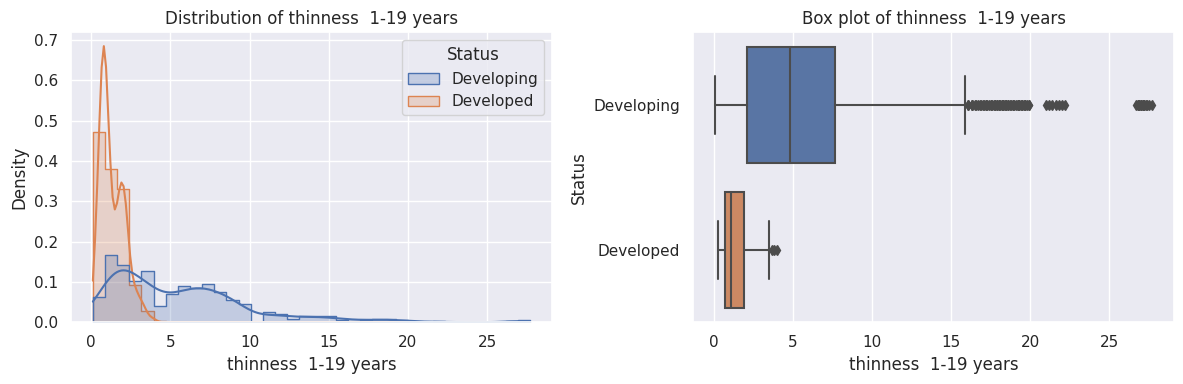 Distribution of thinness  1-19 years
Status
Developing
Developed
0.7
0.6
0.5
0.4
0.3
0.2
0.1
0.0
Density
0
5
10
15
20
25
thinness  1-19 years
Box plot of thinness  1-19 years
Developing
Developed
Status
0
5
10
15
20
25
thinness  1-19 years